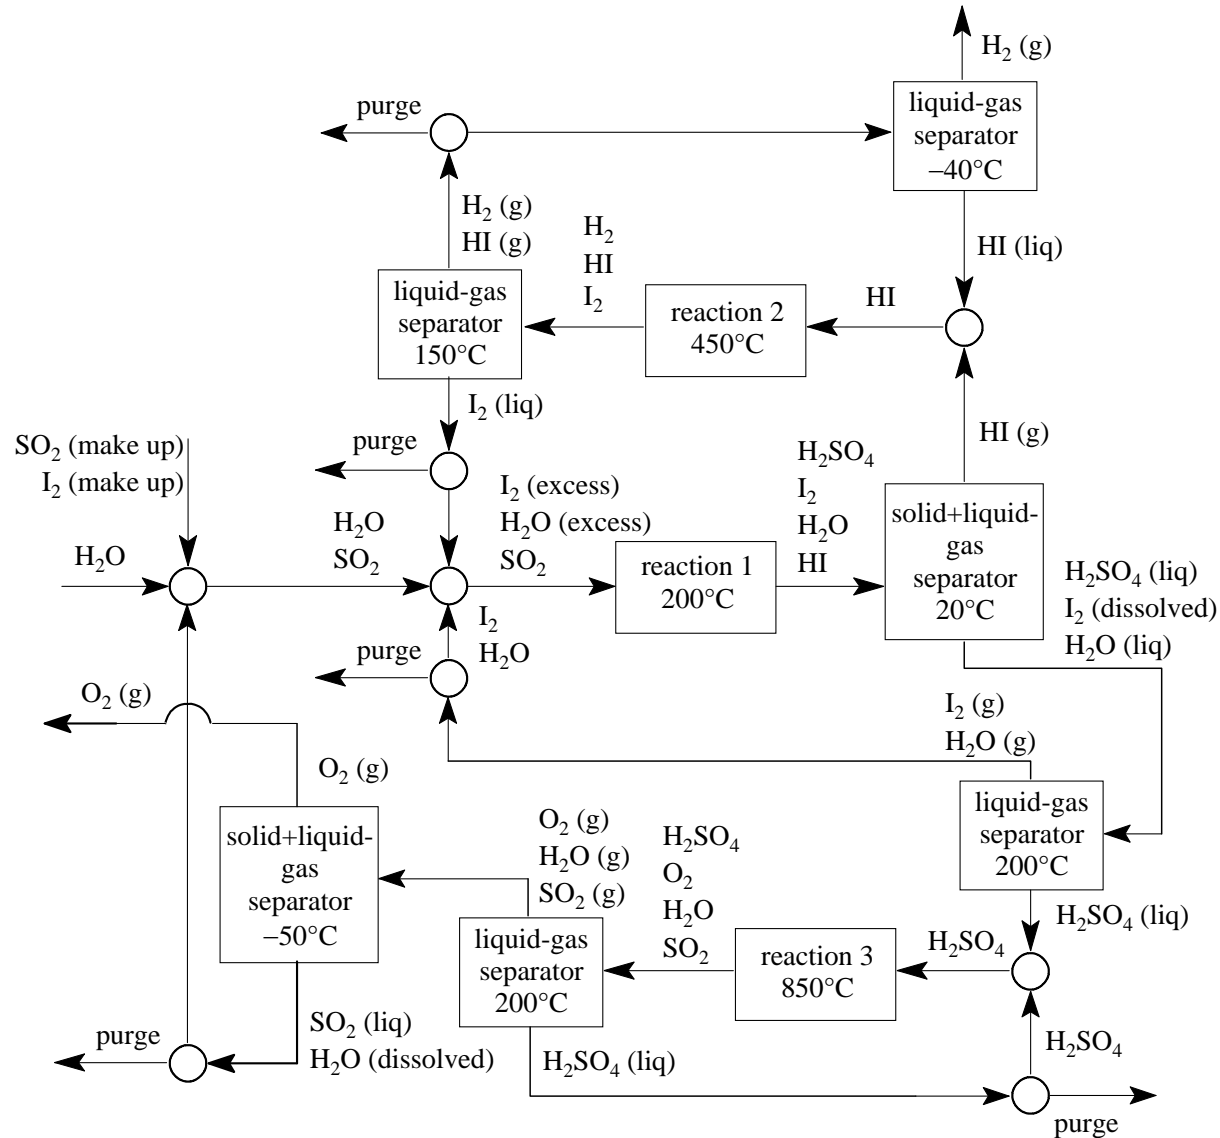 H₂ (g)
liquid-gas
separator
–40°C
purge
H₂ (g)
HI (g)
H₂
HI
I₂
HI (liq)
liquid-gas
separator
150°C
reaction 2
450°C
HI
I₂ (liq)
purge
HI (g)
SO₂ (make up)
I₂ (make up)
H₂O
H₂O
SO₂
I₂ (excess)
H₂O (excess)
SO₂
reaction 1
200°C
H₂SO₄
I₂
H₂O
HI
solid+liquid-
gas
separator
20°C
H₂SO₄ (liq)
I₂ (dissolved)
H₂O (liq)
I₂
H₂O
purge
O₂ (g)
I₂ (g)
H₂O (g)
O₂ (g)
liquid-gas
separator
200°C
solid+liquid-
gas
separator
–50°C
O₂ (g)
H₂O (g)
SO₂ (g)
H₂SO₄
O₂
H₂O
SO₂
H₂SO₄ (liq)
liquid-gas
separator
200°C
reaction 3
850°C
H₂SO₄
SO₂ (liq)
H₂O (dissolved)
purge
H₂SO₄ (liq)
H₂SO₄
purge